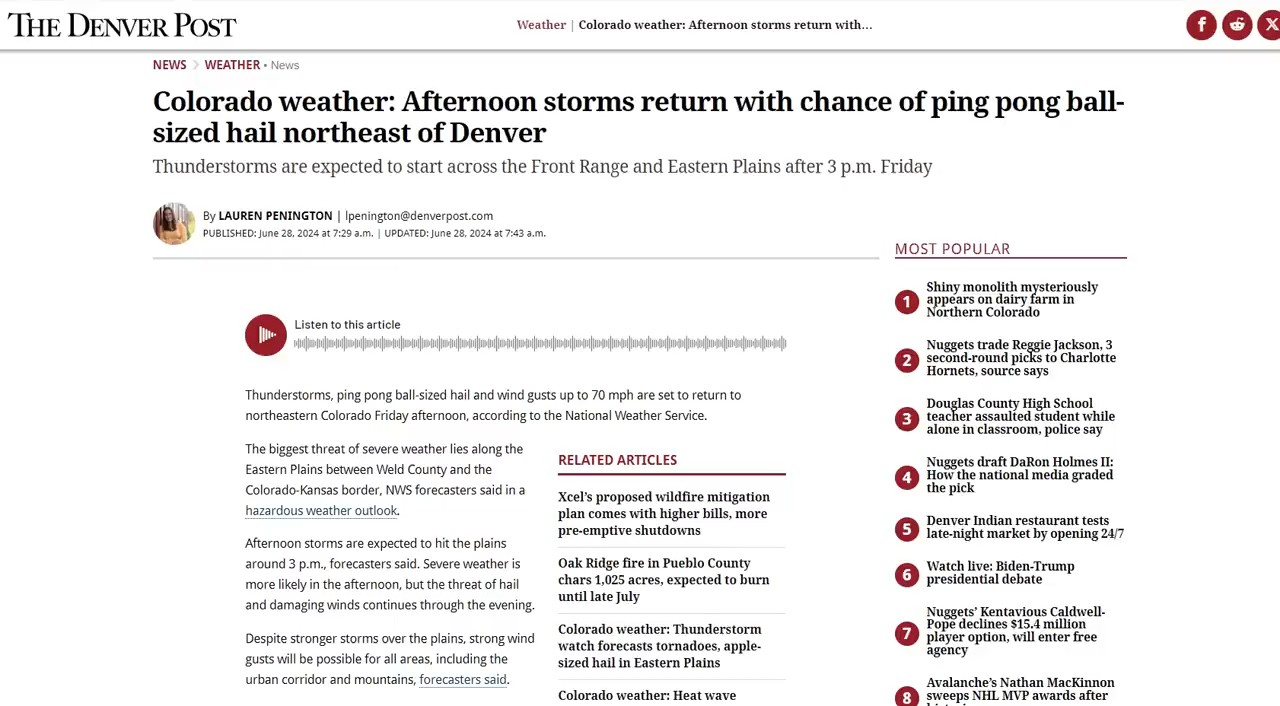 THE DENVER POST
Weather | Colorado weather: Afternoon storms return with...
NEWS > WEATHER • News
Colorado weather: Afternoon storms return with chance of ping pong ball-
sized hail northeast of Denver
Thunderstorms are expected to start across the Front Range and Eastern Plains after 3 p.m. Friday
By LAUREN PENINGTON | lpenington@denverpost.com
PUBLISHED: June 28, 2024 at 7:29 a.m. | UPDATED: June 28, 2024 at 7:43 a.m.
Listen to this article
Thunderstorms, ping pong ball-sized hail and wind gusts up to 70 mph are set to return to
northeastern Colorado Friday afternoon, according to the National Weather Service.
The biggest threat of severe weather lies along the
Eastern Plains between Weld County and the
Colorado-Kansas border, NWS forecasters said in a
hazardous weather outlook.
Afternoon storms are expected to hit the plains
around 3 p.m., forecasters said. Severe weather is
more likely in the afternoon, but the threat of hail
and damaging winds continues through the evening.
Despite stronger storms over the plains, strong wind
gusts will be possible for all areas, including the
urban corridor and mountains, forecasters said.
RELATED ARTICLES
Xcel's proposed wildfire mitigation
plan comes with higher bills, more
pre-emptive shutdowns
Oak Ridge fire in Pueblo County
chars 1,025 acres, expected to burn
until late July
Colorado weather: Thunderstorm
watch forecasts tornadoes, apple-
sized hail in Eastern Plains
Colorado weather: Heat wave
MOST POPULAR
1
Shiny monolith mysteriously
appears on dairy farm in
Northern Colorado
2
Nuggets trade Reggie Jackson, 3
second-round picks to Charlotte
Hornets, source says
3
Douglas County High School
teacher assaulted student while
alone in classroom, police say
4
Nuggets draft DaRon Holmes II:
How the national media graded
the pick
5
Denver Indian restaurant tests
late-night market by opening 24/7
6
Watch live: Biden-Trump
presidential debate
7
Nuggets' Kentavious Caldwell-
Pope declines $15.4 million
player option, will enter free
agency
8
Avalanche's Nathan MacKinnon
sweeps NHL MVP awards after